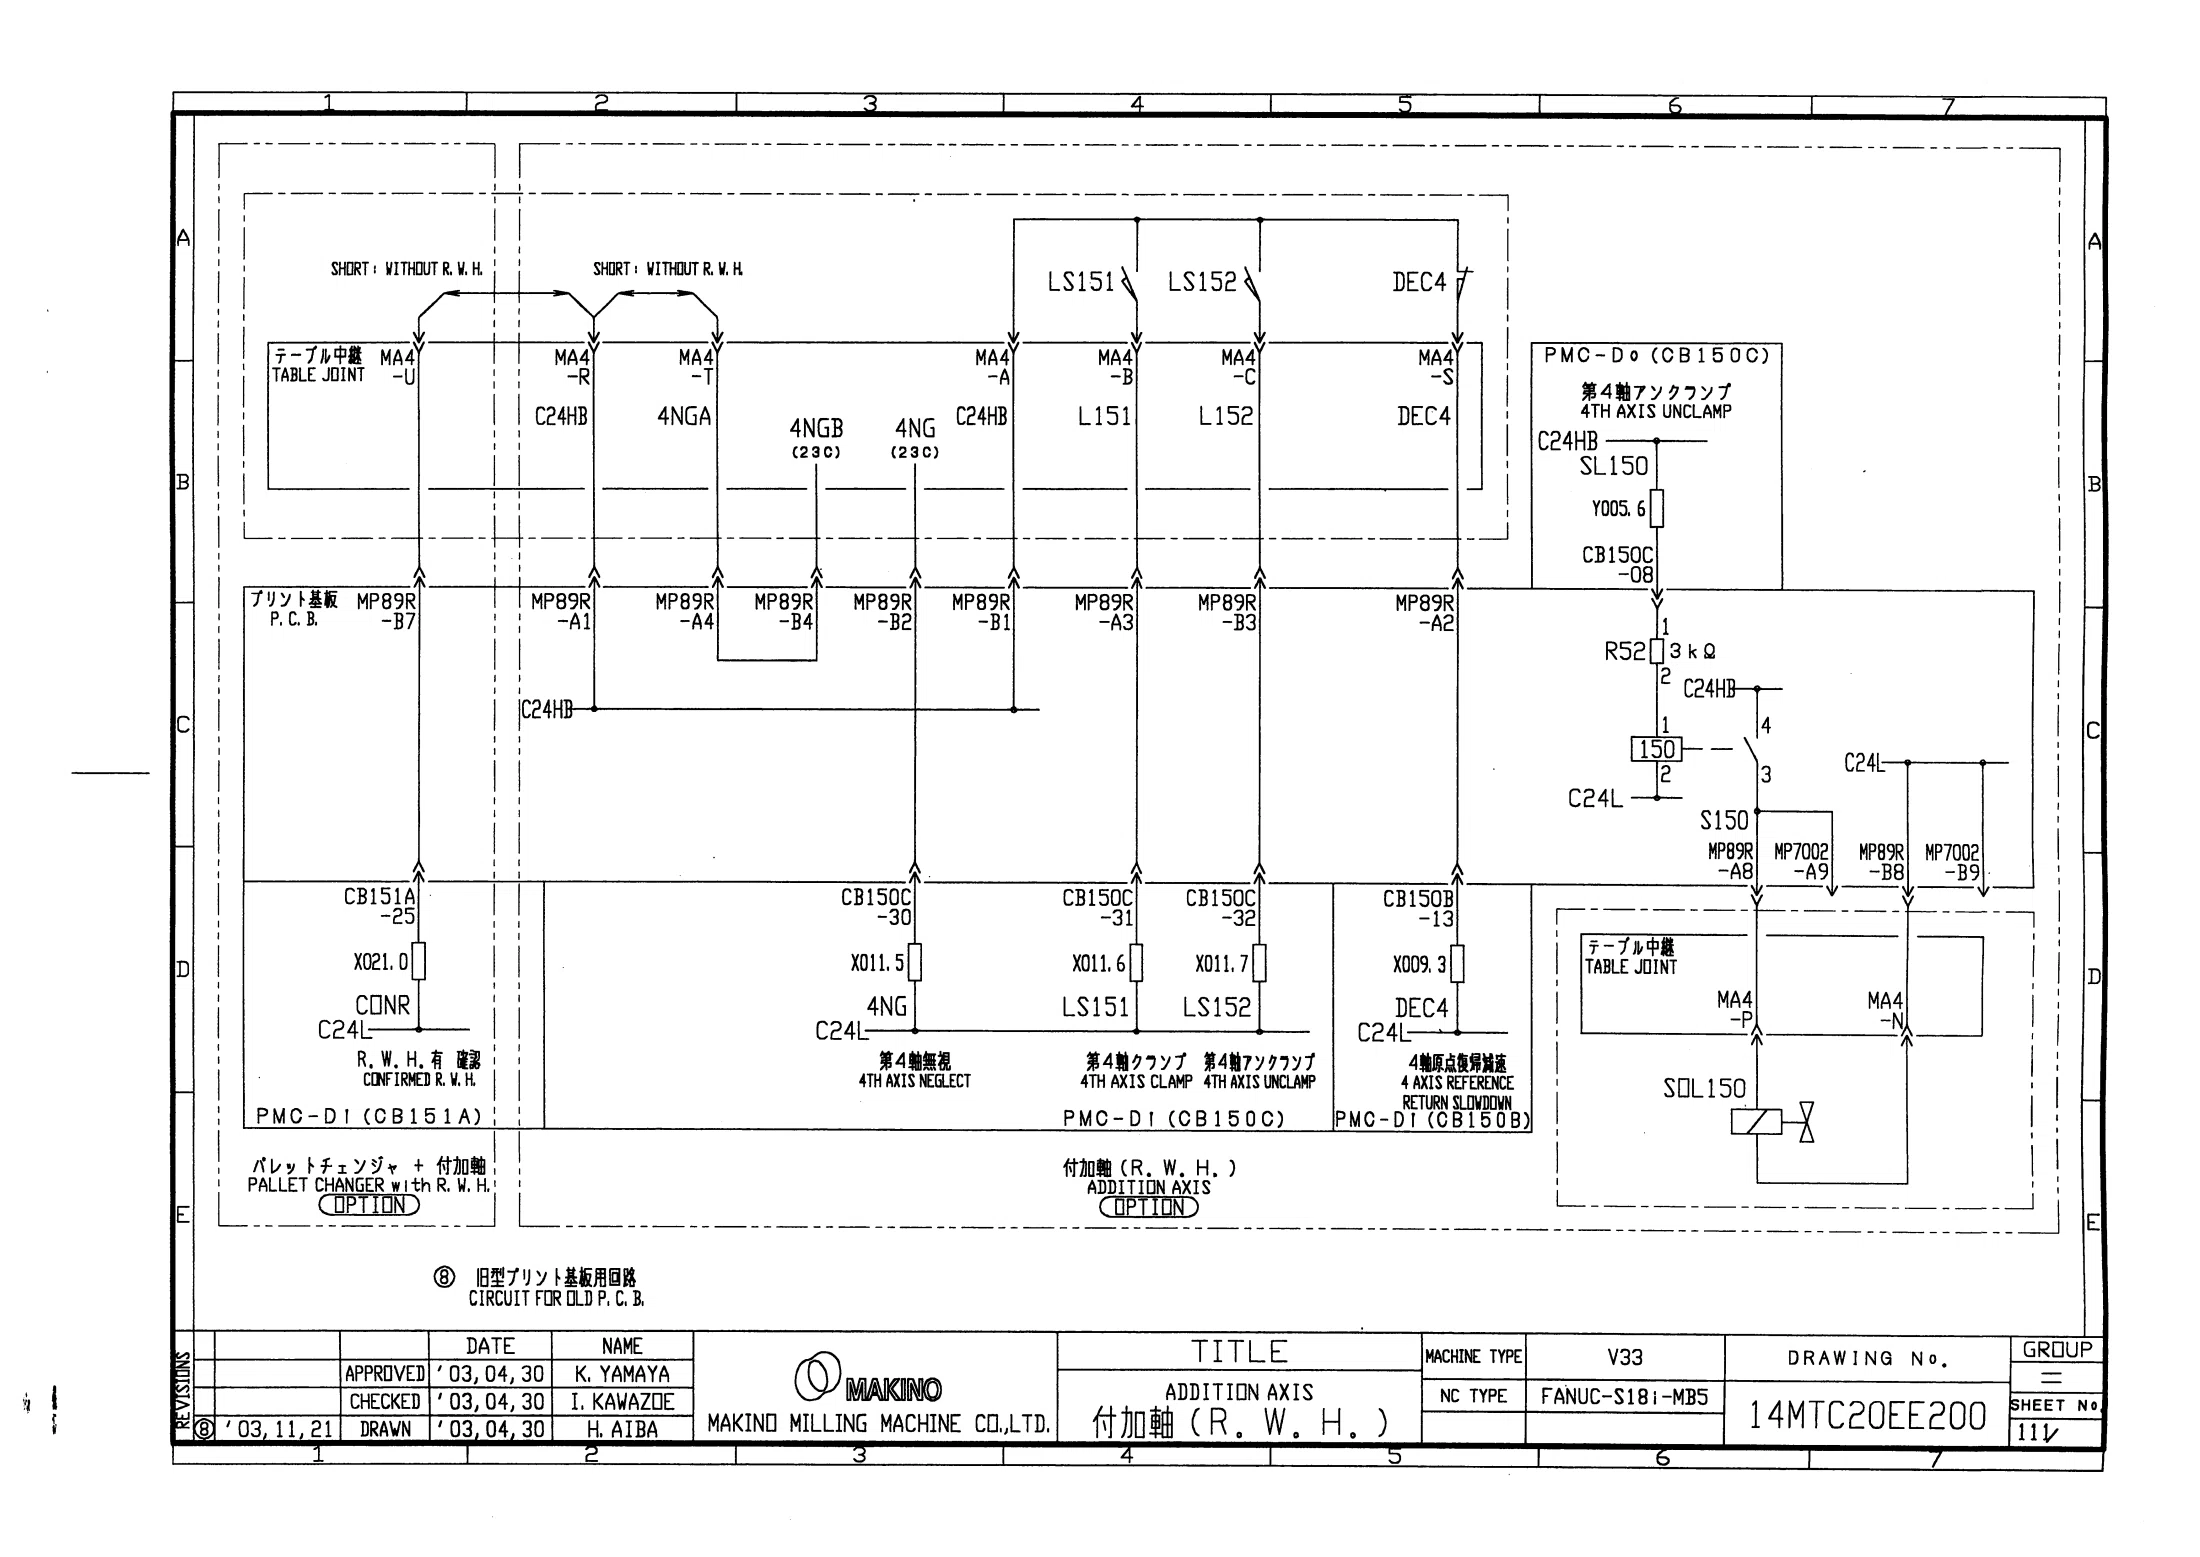 1 2 3 4 5 6 7
A
SHORT: WITHOUT R. W. H.
SHORT: WITHOUT R. W. H.
LS151
LS152
DEC4
A
テーブル中継
TABLE JOINT
MA4
-U
MA4
-R
MA4
-T
MA4
-A
MA4
-B
MA4
-C
MA4
-S
C24HB
4NGA
4NGB
(23C)
4NG
(23C)
C24HB
L151
L152
DEC4
PMC-Do(CB150C)
第4軸アンクランプ
4TH AXIS UNCLAMP
C24HB
SL150
Y005. 6
CB150C
-08
B
B
プリント基板
P. C. B.
MP89R
-B7
MP89R
-A1
MP89R
-A4
MP89R
-B4
MP89R
-B2
MP89R
-B1
MP89R
-A3
MP89R
-B3
MP89R
-A2
1
R52
3kΩ
2
C24HB
C24HB
C
1
4
150
C24L
C
2
3
C24L
S150
MP89R
-A8
MP7002
-A9
MP89R
-B8
MP7002
-B9
CB151A
-25
CB150C
-30
CB150C
-31
CB150C
-32
CB150B
-13
D
X021. 0
X011. 5
X011. 6
X011. 7
X009. 3
テーブル中継
TABLE JOINT
D
CONR
4NG
LS151
LS152
DEC4
MA4
-P
MA4
-N
C24L
C24L
C24L
R. W. H. 有 確認
CONFIRMED R. W. H.
第4軸無視
4TH AXIS NEGLECT
第4軸クランプ
4TH AXIS CLAMP
第4軸アンクランプ
4TH AXIS UNCLAMP
4軸原点復帰減速
4 AXIS REFERENCE
RETURN SLOWDOWN
SOL150
PMC-DI(CB151A)
PMC-DI(CB150C)
PMC-DI(CB150B)
パレットチェンジャ + 付加軸
PALLET CHANGER with R. W. H.
OPTION
付加軸(R. W. H. )
ADDITION AXIS
OPTION
E
E
⑧ 旧型プリント基板用回路
CIRCUIT FOR OLD P. C. B.
REVISIONS
DATE NAME
APPROVED '03, 04, 30 K. YAMAYA
CHECKED '03, 04, 30 I. KAWAZOE
⑧ '03, 11, 21 DRAWN '03, 04, 30 H. AIBA
MAKINO
MAKINO MILLING MACHINE CO.,LTD.
TITLE
ADDITION AXIS
付加軸(R. W. H. )
MACHINE TYPE V33
NC TYPE FANUC-S18i-MB5
DRAWING No.
14MTC20EE200
GROUP
=
SHEET No.
111/
1 2 3 4 5 6 7